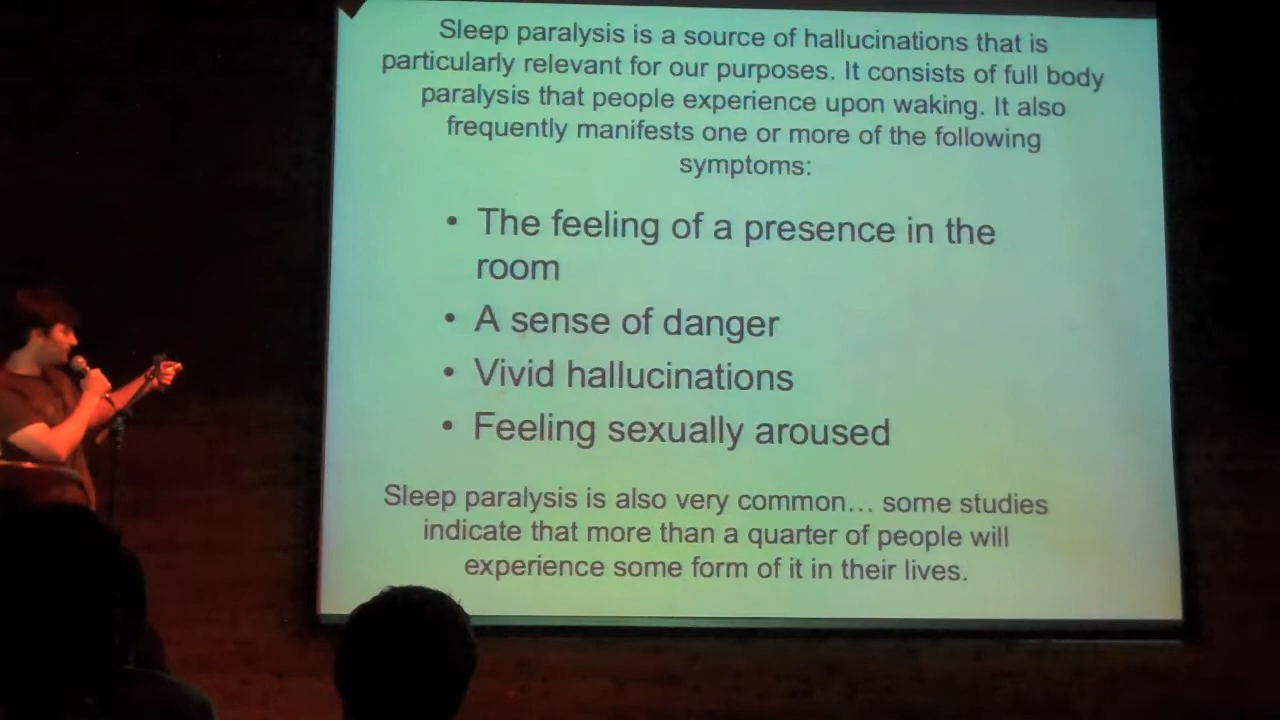 Sleep paralysis is a source of hallucinations that is
particularly relevant for our purposes. It consists of full body
paralysis that people experience upon waking. It also
frequently manifests one or more of the following
symptoms:
• The feeling of a presence in the
room
• A sense of danger
• Vivid hallucinations
• Feeling sexually aroused
Sleep paralysis is also very common... some studies
indicate that more than a quarter of people will
experience some form of it in their lives.